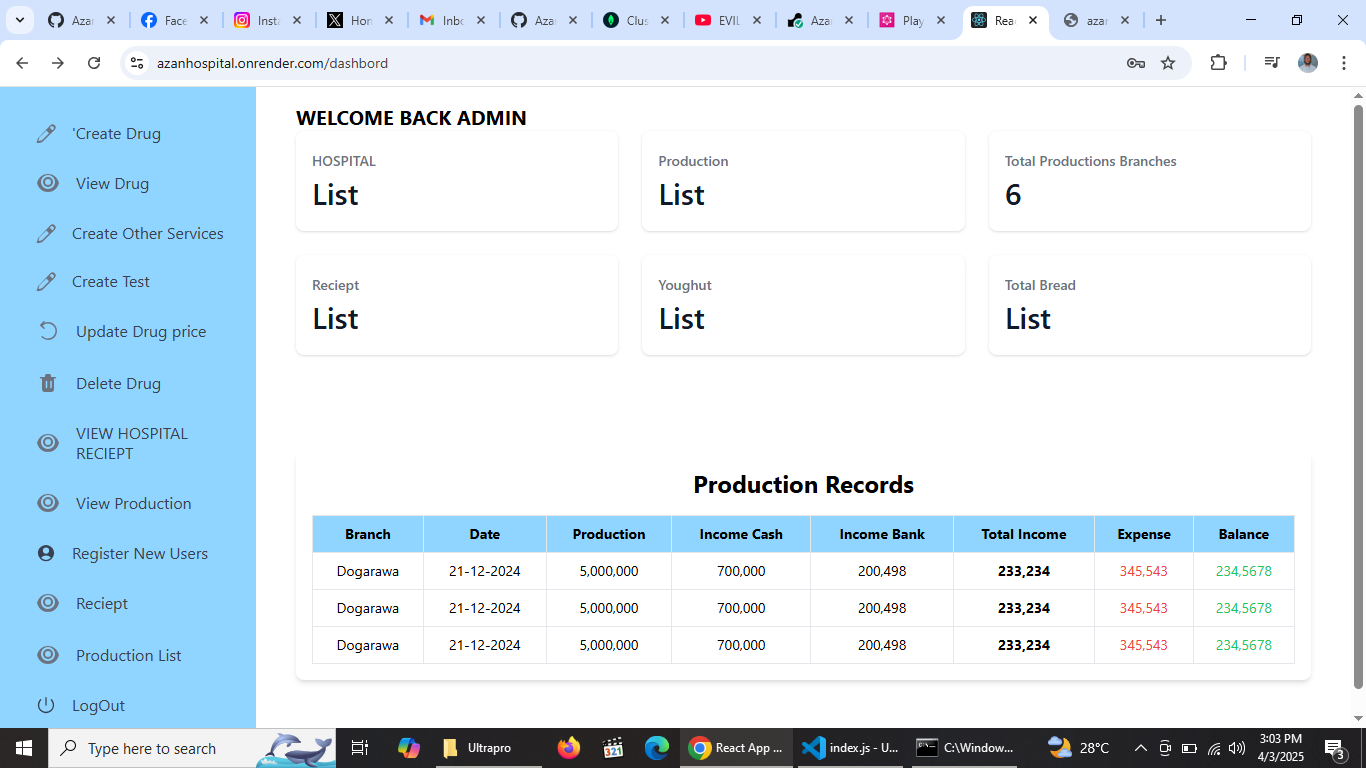 Aza
Face
Insta
Hom
Inbo
Aza
Clus
EVIL
Azan
Play
Rea
azar
azanhospital.onrender.com/dashbord
'Create Drug
View Drug
Create Other Services
Create Test
Update Drug price
Delete Drug
VIEW HOSPITAL
RECIEPT
View Production
Register New Users
Reciept
Production List
LogOut
WELCOME BACK ADMIN
HOSPITAL
List
Production
List
Total Productions Branches
6
Reciept
List
Youghut
List
Total Bread
List
Production Records
Branch Date Production Income Cash Income Bank Total Income Expense Balance
Dogarawa 21-12-2024 5,000,000 700,000 200,498 233,234 345,543 234,5678
Dogarawa 21-12-2024 5,000,000 700,000 200,498 233,234 345,543 234,5678
Dogarawa 21-12-2024 5,000,000 700,000 200,498 233,234 345,543 234,5678
Type here to search
Ultrapro
321
React App ...
index.js - U...
C:\Window...
28°C
3:03 PM
4/3/2025
3